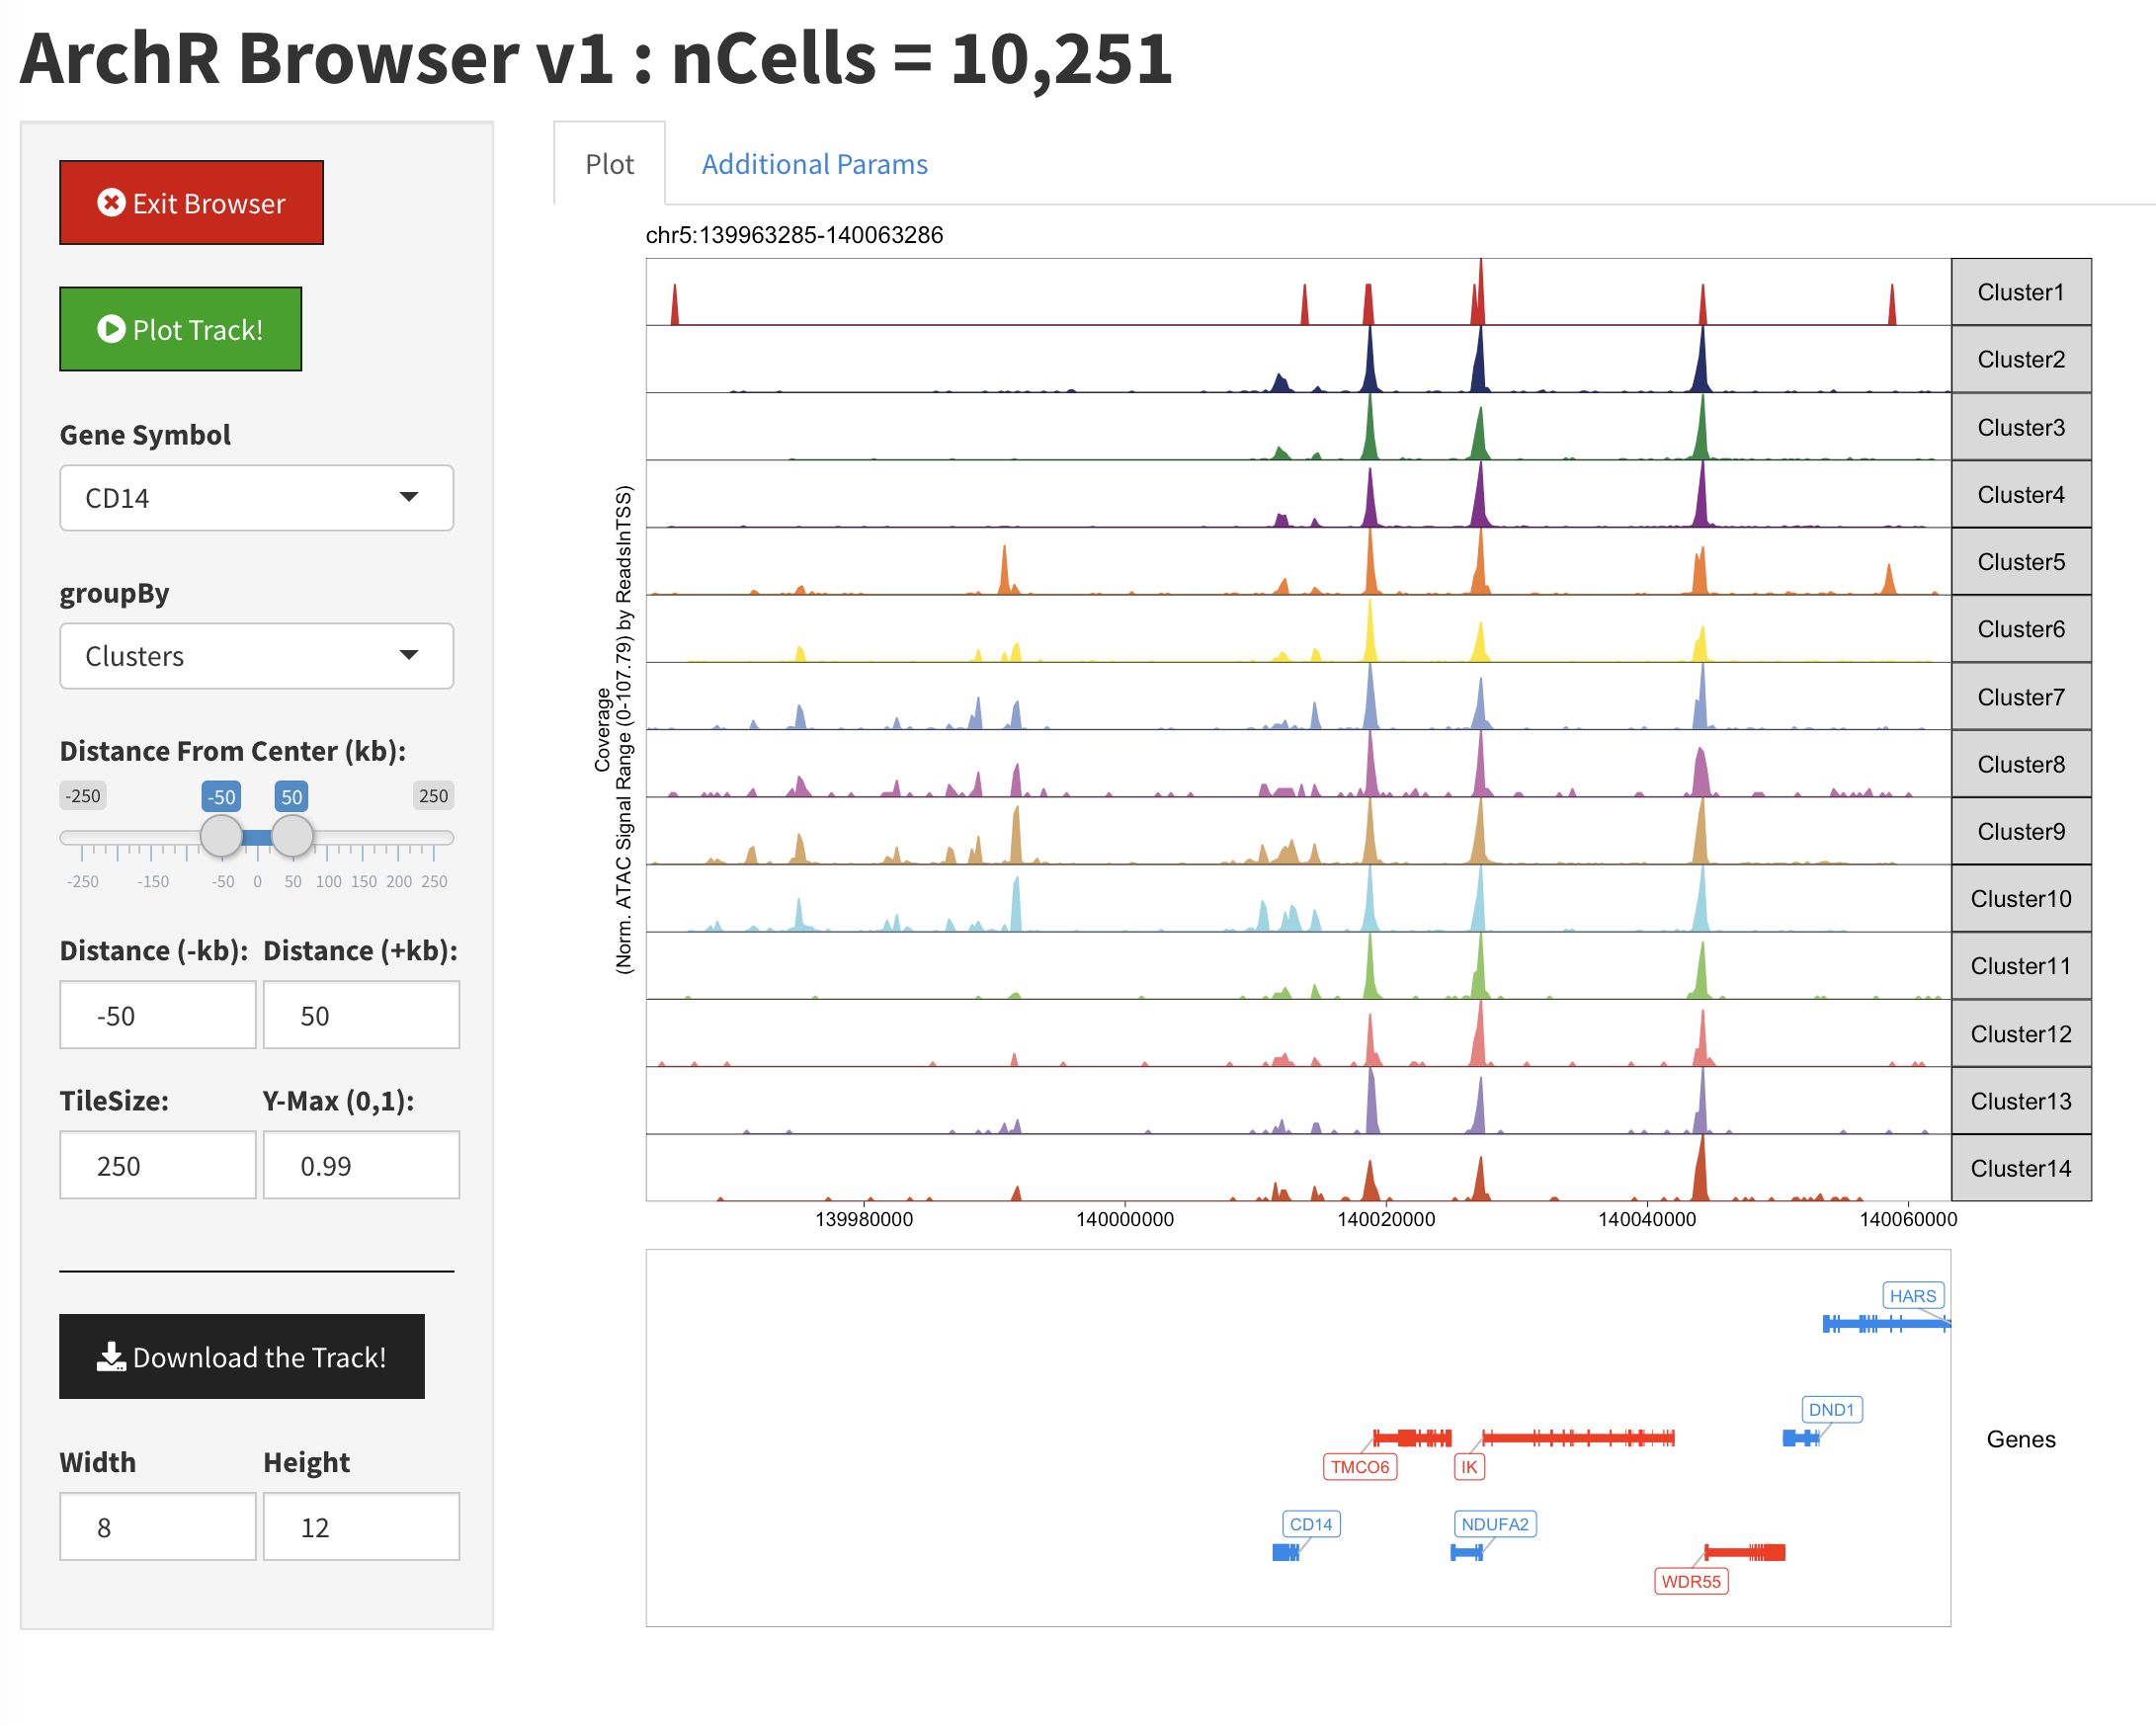 ArchR Browser v1 : nCells = 10,251
Exit Browser
Plot Track!
Gene Symbol
CD14
groupBy
Clusters
Distance From Center (kb):
-250 -50 50 250
-250 -150 -50 0 50 100 150 200 250
Distance (-kb): Distance (+kb):
-50 50
TileSize: Y-Max (0,1):
250 0.99
Download the Track!
Width Height
8 12
Plot Additional Params
chr5:139963285-140063286
Coverage
(Norm. ATAC Signal Range (0-107.79) by ReadsInTSS)
Cluster1
Cluster2
Cluster3
Cluster4
Cluster5
Cluster6
Cluster7
Cluster8
Cluster9
Cluster10
Cluster11
Cluster12
Cluster13
Cluster14
139980000 140000000 140020000 140040000 140060000
HARS
DND1
Genes
TMCO6 IK
CD14 NDUFA2
WDR55